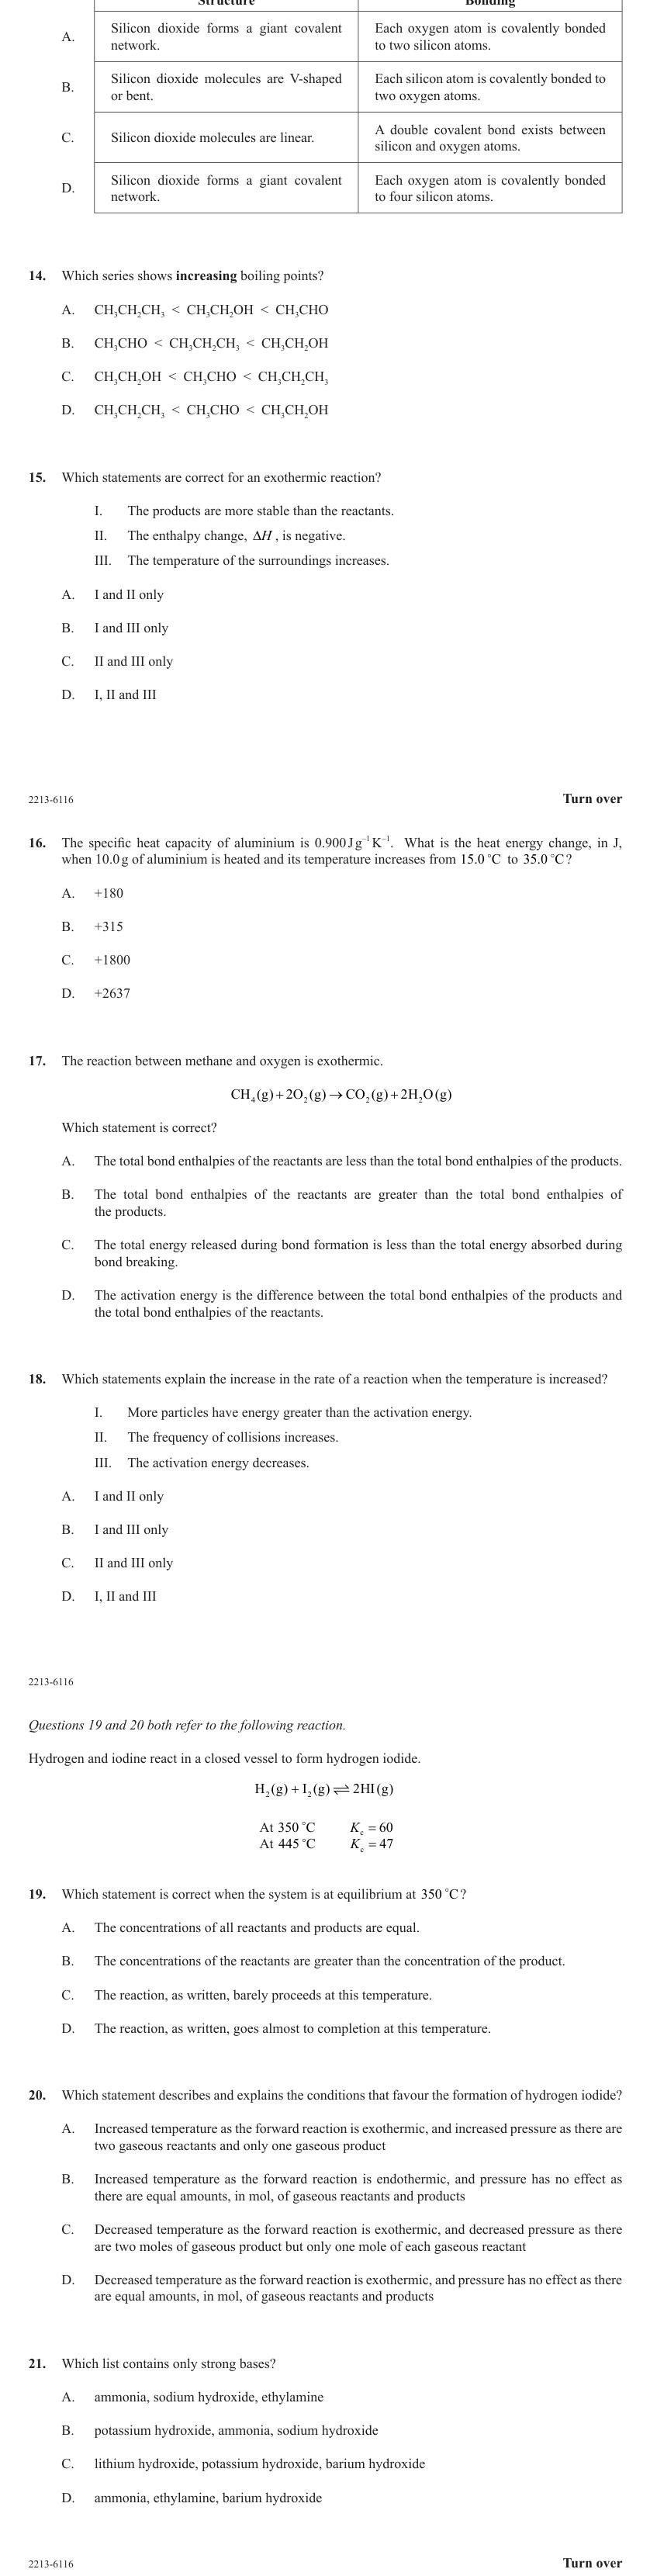 Structure Bonding
A. Silicon dioxide forms a giant covalent network. Each oxygen atom is covalently bonded to two silicon atoms.
B. Silicon dioxide molecules are V-shaped or bent. Each silicon atom is covalently bonded to two oxygen atoms.
C. Silicon dioxide molecules are linear. A double covalent bond exists between silicon and oxygen atoms.
D. Silicon dioxide forms a giant covalent network. Each oxygen atom is covalently bonded to four silicon atoms.
14. Which series shows increasing boiling points?
A. CH₃CH₂CH₃ < CH₃CH₂OH < CH₃CHO
B. CH₃CHO < CH₃CH₂CH₃ < CH₃CH₂OH
C. CH₃CH₂OH < CH₃CHO < CH₃CH₂CH₃
D. CH₃CH₂CH₃ < CH₃CHO < CH₃CH₂OH
15. Which statements are correct for an exothermic reaction?
I. The products are more stable than the reactants.
II. The enthalpy change, ΔH , is negative.
III. The temperature of the surroundings increases.
A. I and II only
B. I and III only
C. II and III only
D. I, II and III
2213-6116 Turn over
16. The specific heat capacity of aluminium is 0.900 J g⁻¹ K⁻¹. What is the heat energy change, in J,
when 10.0 g of aluminium is heated and its temperature increases from 15.0 °C to 35.0 °C?
A. +180
B. +315
C. +1800
D. +2637
17. The reaction between methane and oxygen is exothermic.
CH₄(g) + 2O₂(g) → CO₂(g) + 2H₂O(g)
Which statement is correct?
A. The total bond enthalpies of the reactants are less than the total bond enthalpies of the products.
B. The total bond enthalpies of the reactants are greater than the total bond enthalpies of
the products.
C. The total energy released during bond formation is less than the total energy absorbed during
bond breaking.
D. The activation energy is the difference between the total bond enthalpies of the products and
the total bond enthalpies of the reactants.
18. Which statements explain the increase in the rate of a reaction when the temperature is increased?
I. More particles have energy greater than the activation energy.
II. The frequency of collisions increases.
III. The activation energy decreases.
A. I and II only
B. I and III only
C. II and III only
D. I, II and III
2213-6116
Questions 19 and 20 both refer to the following reaction.
Hydrogen and iodine react in a closed vessel to form hydrogen iodide.
H₂(g) + I₂(g) ⇌ 2HI(g)
At 350 °C Kc = 60
At 445 °C Kc = 47
19. Which statement is correct when the system is at equilibrium at 350 °C?
A. The concentrations of all reactants and products are equal.
B. The concentrations of the reactants are greater than the concentration of the product.
C. The reaction, as written, barely proceeds at this temperature.
D. The reaction, as written, goes almost to completion at this temperature.
20. Which statement describes and explains the conditions that favour the formation of hydrogen iodide?
A. Increased temperature as the forward reaction is exothermic, and increased pressure as there are
two gaseous reactants and only one gaseous product
B. Increased temperature as the forward reaction is endothermic, and pressure has no effect as
there are equal amounts, in mol, of gaseous reactants and products
C. Decreased temperature as the forward reaction is exothermic, and decreased pressure as there
are two moles of gaseous product but only one mole of each gaseous reactant
D. Decreased temperature as the forward reaction is exothermic, and pressure has no effect as there
are equal amounts, in mol, of gaseous reactants and products
21. Which list contains only strong bases?
A. ammonia, sodium hydroxide, ethylamine
B. potassium hydroxide, ammonia, sodium hydroxide
C. lithium hydroxide, potassium hydroxide, barium hydroxide
D. ammonia, ethylamine, barium hydroxide
2213-6116 Turn over